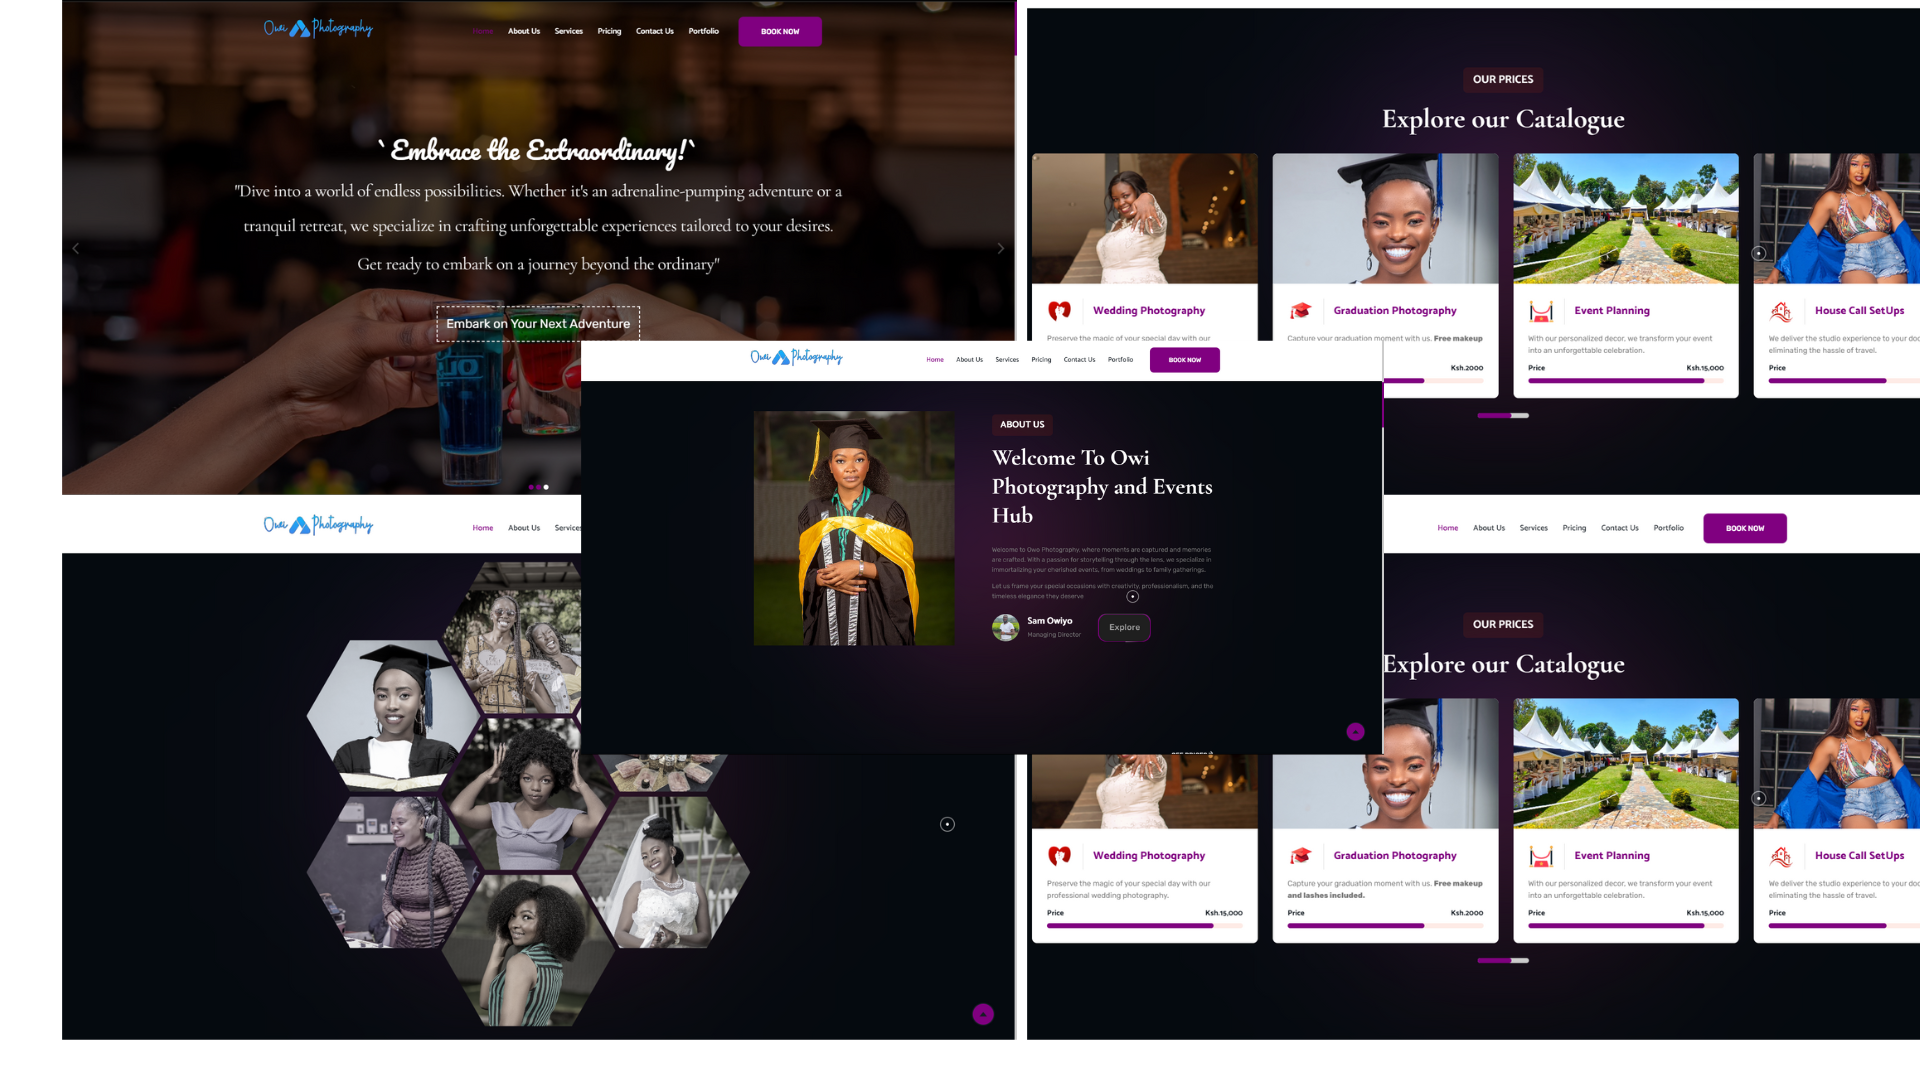 Owi Photography
Home About Us Services Pricing Contact Us Portfolio BOOK NOW
` Embrace the Extraordinary!`
"Dive into a world of endless possibilities. Whether it's an adrenaline-pumping adventure or a
tranquil retreat, we specialize in crafting unforgettable experiences tailored to your desires.
Get ready to embark on a journey beyond the ordinary"
Embark on Your Next Adventure
OUR PRICES
Explore our Catalogue
Wedding Photography
Preserve the magic of your special day with our
Graduation Photography
Capture your graduation moment with us. Free makeup
Ksh.2000
Event Planning
With our personalized decor, we transform your event
into an unforgettable celebration.
Price Ksh.15,000
House Call SetUps
We deliver the studio experience to your
eliminating the hassle of travel.
Price
Owi Photography
Home About Us Services Pricing Contact Us Portfolio BOOK NOW
ABOUT US
Welcome To Owi
Photography and Events
Hub
Welcome to Owo Photography, where moments are captured and memories
are crafted. With a passion for storytelling through the lens, we specialize in
immortalizing your cherished events, from weddings to family gatherings.
Let us frame your special occasions with creativity, professionalism, and the
timeless elegance they deserve
Sam Owiyo
Managing Director
Explore
Owi Photography
Home About Us Services
Home About Us Services Pricing Contact Us Portfolio BOOK NOW
OUR PRICES
Explore our Catalogue
Wedding Photography
Preserve the magic of your special day with our
professional wedding photography.
Price Ksh.15,000
Graduation Photography
Capture your graduation moment with us. Free makeup
and lashes included.
Price Ksh.2000
Event Planning
With our personalized decor, we transform your event
into an unforgettable celebration.
Price Ksh.15,000
House Call SetUps
We deliver the studio experience to your
eliminating the hassle of travel.
Price